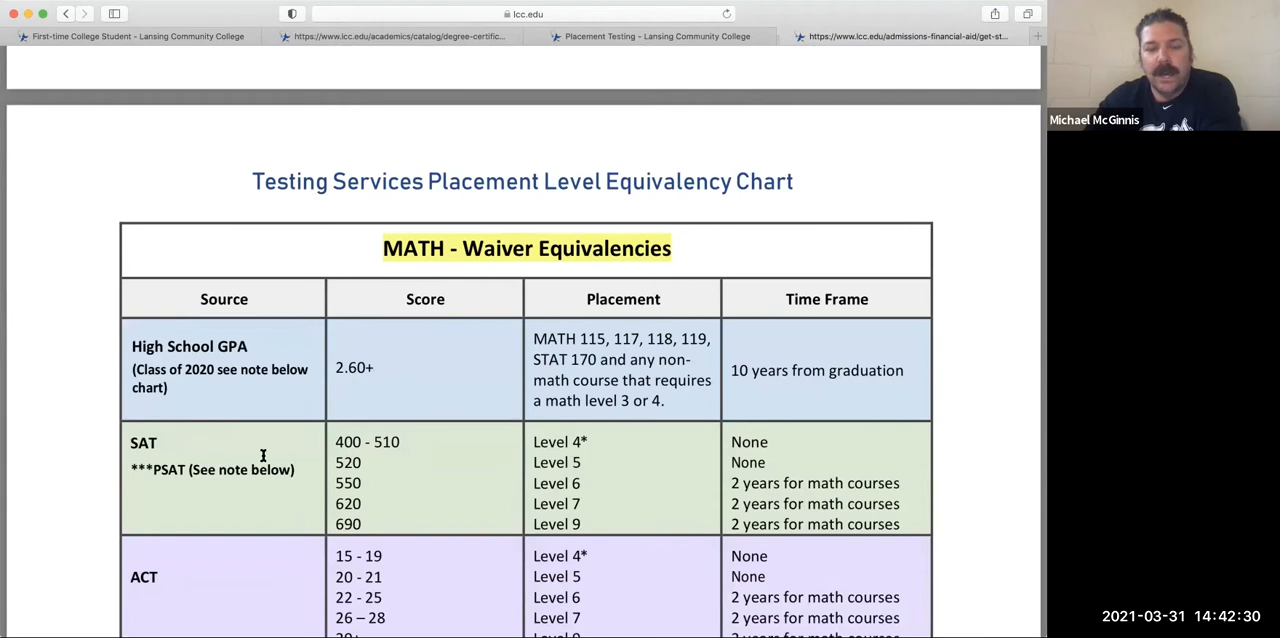 lcc.edu
First-time College Student - Lansing Community College
https://www.lcc.edu/academics/catalog/degree-certific...
Placement Testing - Lansing Community College
https://www.lcc.edu/admissions-financial-aid/get-st...
Michael McGinnis
Testing Services Placement Level Equivalency Chart
MATH - Waiver Equivalencies
Source Score Placement Time Frame
High School GPA
(Class of 2020 see note below
chart)
2.60+
MATH 115, 117, 118, 119,
STAT 170 and any non-
math course that requires
a math level 3 or 4.
10 years from graduation
SAT
***PSAT (See note below)
400 - 510 Level 4* None
520 Level 5 None
550 Level 6 2 years for math courses
620 Level 7 2 years for math courses
690 Level 9 2 years for math courses
ACT
15 - 19 Level 4* None
20 - 21 Level 5 None
22 - 25 Level 6 2 years for math courses
26 – 28 Level 7 2 years for math courses
2021-03-31 14:42:30